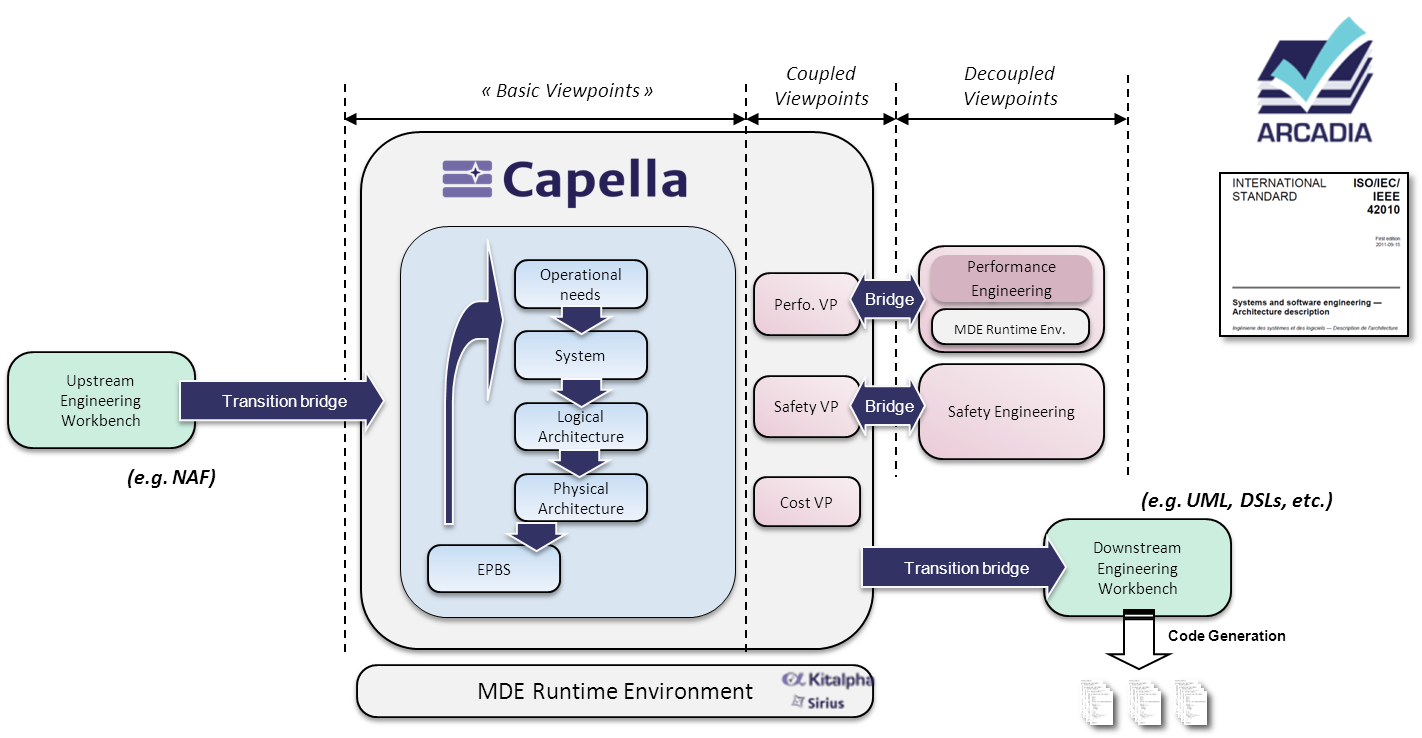 « Basic Viewpoints »
Coupled
Viewpoints
Decoupled
Viewpoints
ARCADIA
Capella
INTERNATIONAL
STANDARD
ISO/IEC/
IEEE
42010
First edition
2011-09-15
Systems and software engineering —
Architecture description
Ingénierie des systèmes et des logiciels — Description de l'architecture
Upstream
Engineering
Workbench
Transition bridge
(e.g. NAF)
Operational
needs
System
Logical
Architecture
Physical
Architecture
EPBS
Perfo. VP
Bridge
Performance
Engineering
MDE Runtime Env.
Safety VP
Bridge
Safety Engineering
Cost VP
(e.g. UML, DSLs, etc.)
Transition bridge
Downstream
Engineering
Workbench
Code Generation
MDE Runtime Environment
Kitalpha
Sirius